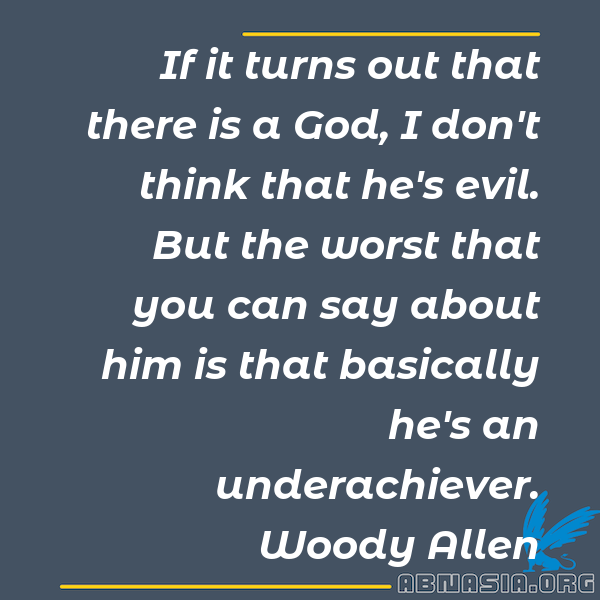 If it turns out that
there is a God, I don't
think that he's evil.
But the worst that
you can say about
him is that basically
he's an
underachiever.
Woody Allen
ABNASIA.ORG